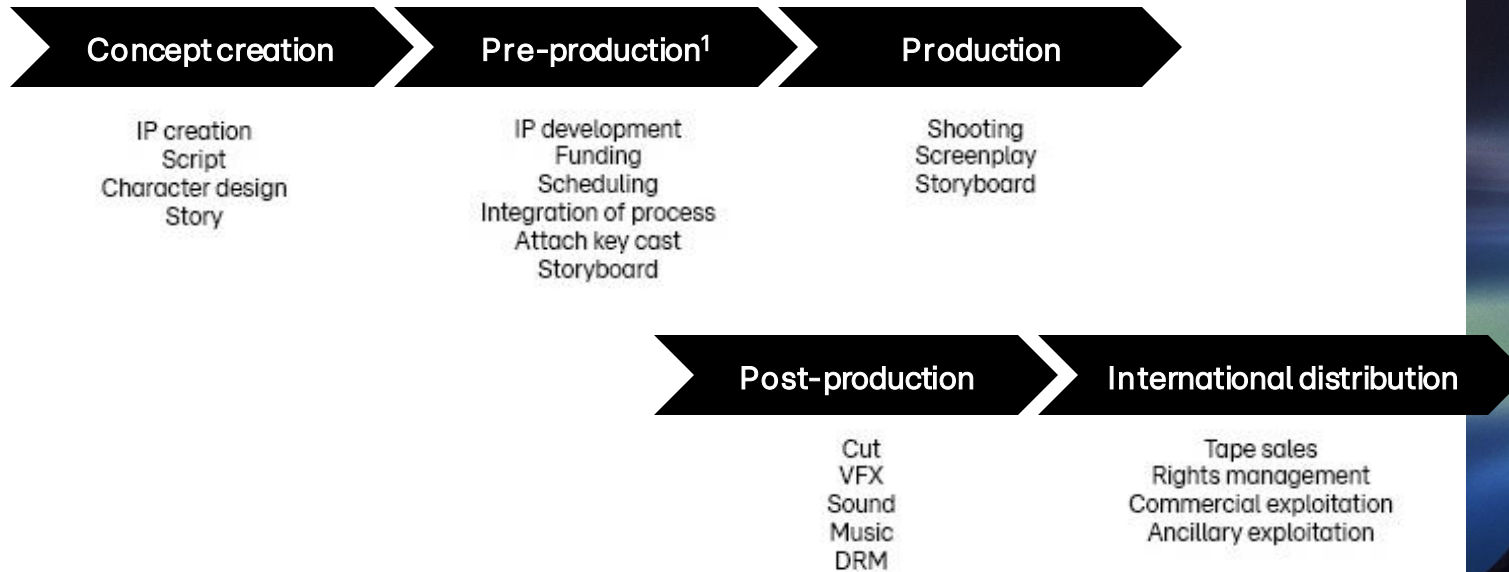 Concept creation
Pre-production¹
Production
IP creation
Script
Character design
Story
IP development
Funding
Scheduling
Integration of process
Attach key cast
Storyboard
Shooting
Screenplay
Storyboard
Post-production
International distribution
Cut
VFX
Sound
Music
DRM
Tape sales
Rights management
Commercial exploitation
Ancillary exploitation